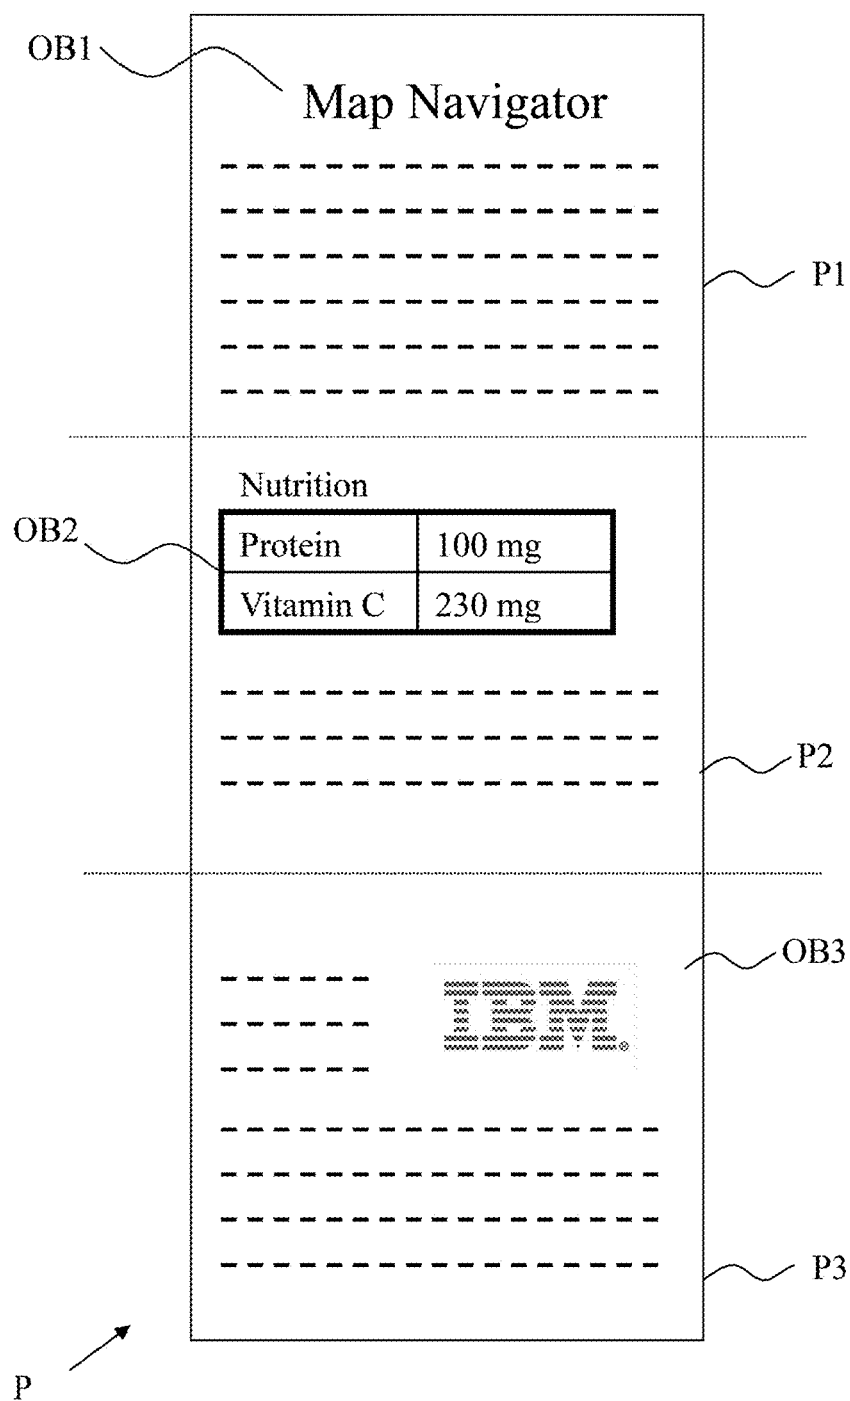 OB1
Map Navigator
P1
Nutrition
OB2
Protein 100 mg
Vitamin C 230 mg
P2
OB3
IBM®
P3
P